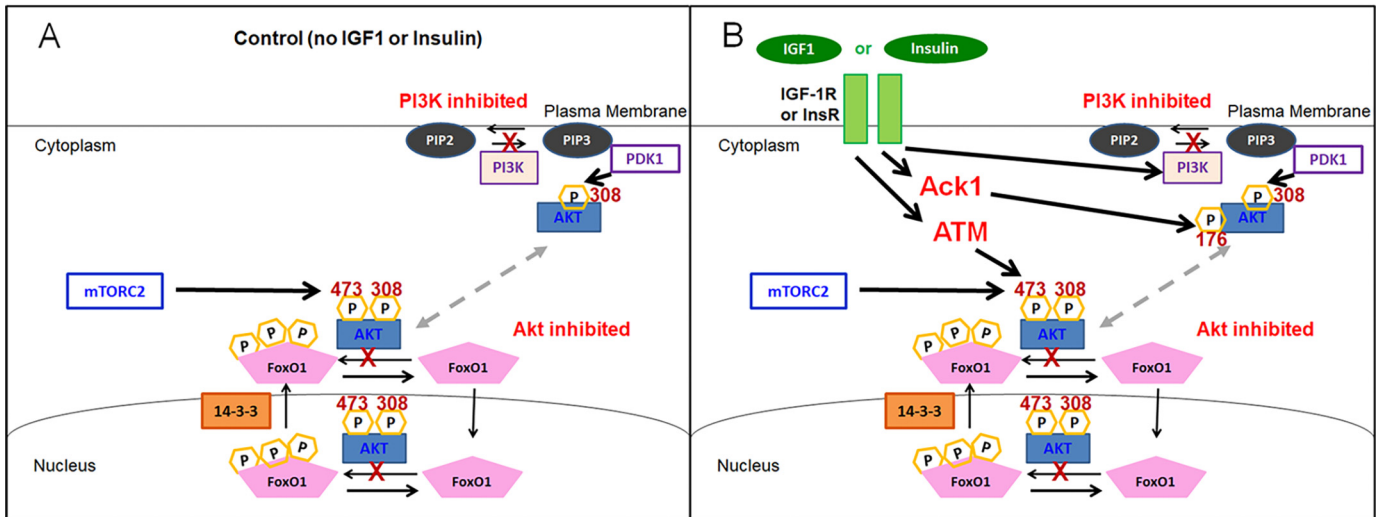 A
Control (no IGF1 or Insulin)
PI3K inhibited
Plasma Membrane
Cytoplasm
PIP2
X
PIP3
PI3K
PDK1
P
308
AKT
mTORC2
473 308
P P
AKT
Akt inhibited
P P P
X
FoxO1
FoxO1
14-3-3
473 308
P P
AKT
Nucleus
P P P
X
FoxO1
FoxO1
B
IGF1 or Insulin
IGF-1R
or InsR
PI3K inhibited
Plasma Membrane
Cytoplasm
PIP2
X
PIP3
PI3K
PDK1
Ack1
P
308
P
AKT
176
ATM
mTORC2
473 308
P P
AKT
Akt inhibited
P P P
X
FoxO1
FoxO1
14-3-3
473 308
P P
AKT
Nucleus
P P P
X
FoxO1
FoxO1